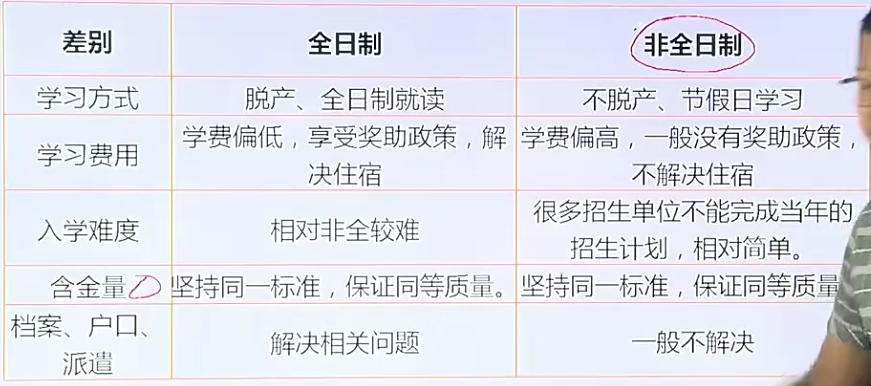 差别 全日制 非全日制
学习方式 脱产、全日制就读 不脱产、节假日学习
学习费用 学费偏低，享受奖助政策，解决住宿 学费偏高，一般没有奖助政策，不解决住宿
入学难度 相对非全较难 很多招生单位不能完成当年的招生计划，相对简单。
含金量 坚持同一标准，保证同等质量。 坚持同一标准，保证同等质量
档案、户口、派遣 解决相关问题 一般不解决